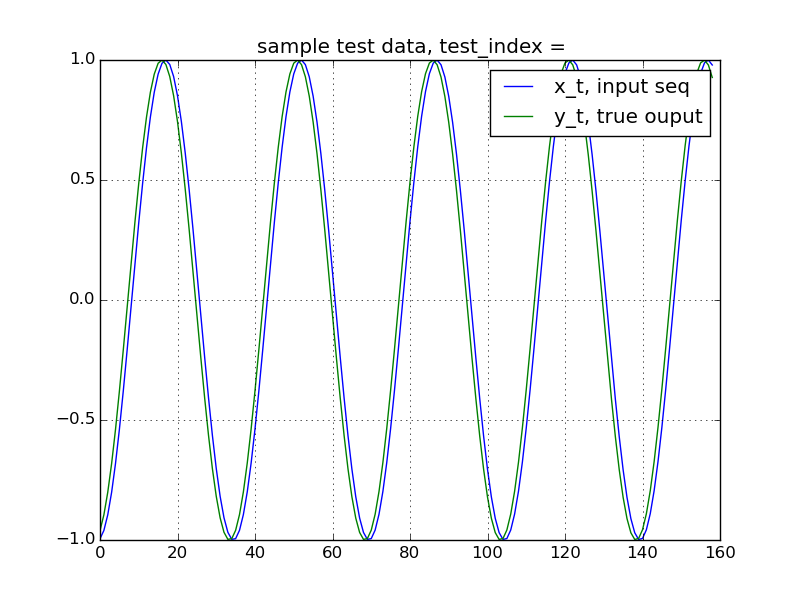 sample test data, test_index =
1.0
0.5
0.0
−0.5
−1.0
x_t, input seq
y_t, true ouput
0 20 40 60 80 100 120 140 160